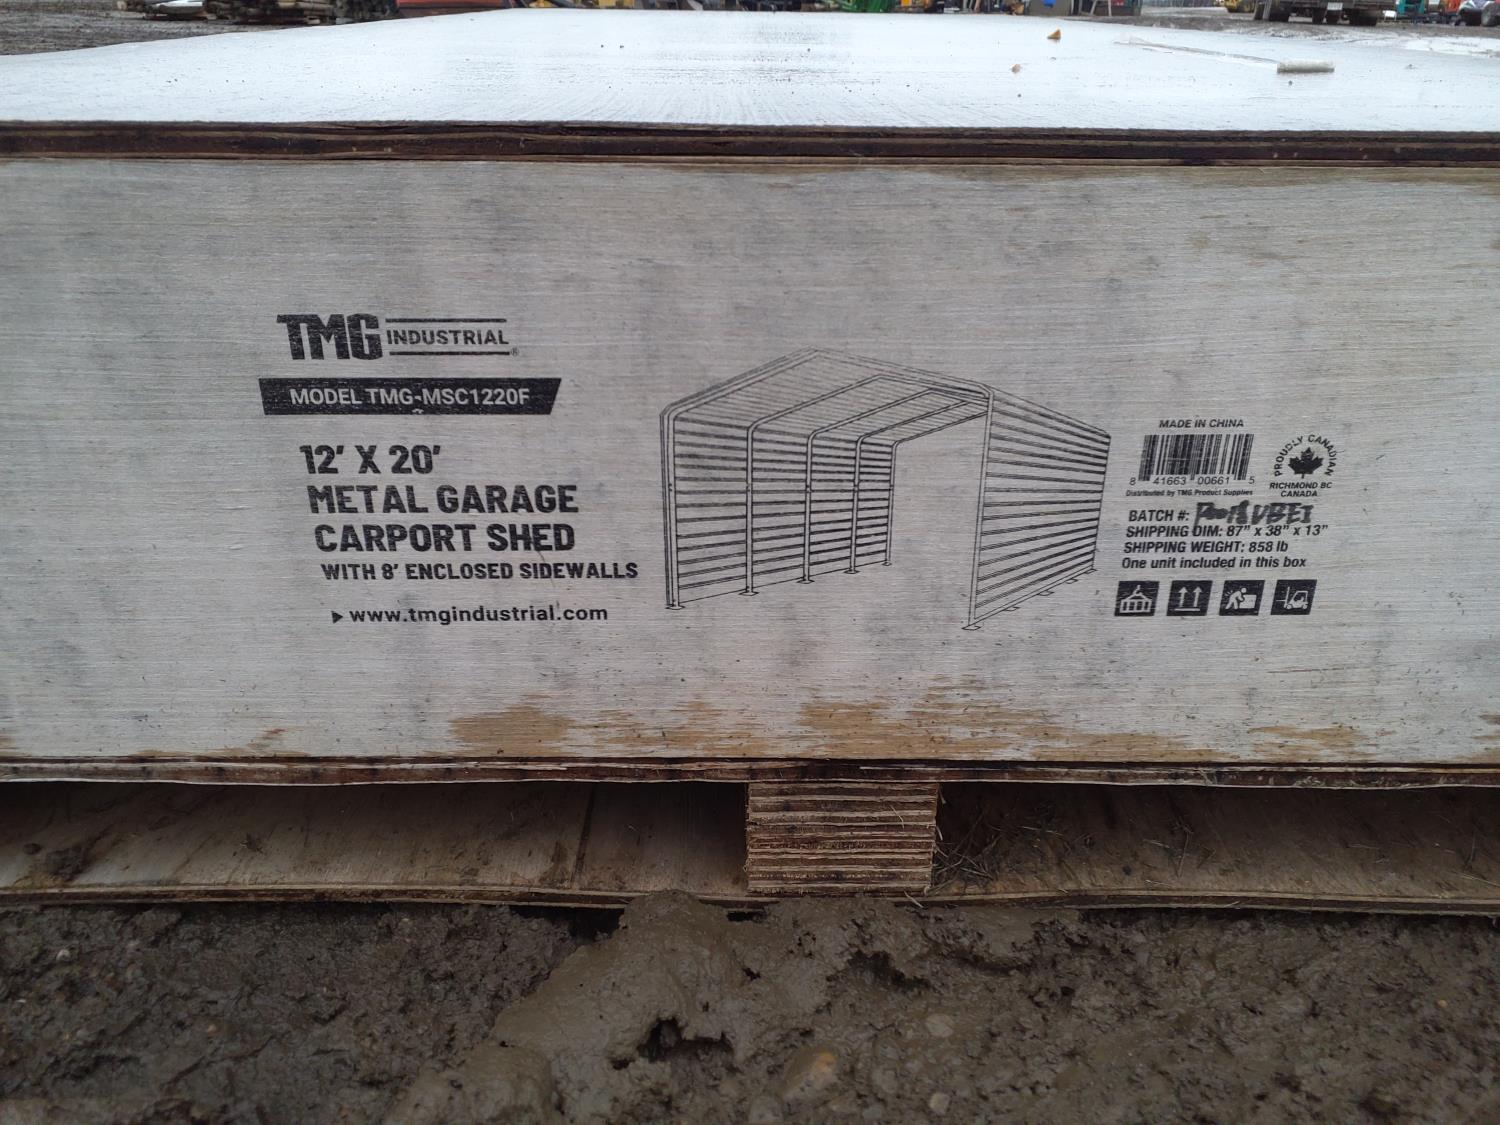 TMG INDUSTRIAL®
MODEL TMG-MSC1220F
12' X 20'
METAL GARAGE
CARPORT SHED
WITH 8' ENCLOSED SIDEWALLS
www.tmgindustrial.com
MADE IN CHINA
8 41663 00661 5
Distributed by TMG Product Supplies
PROUDLY CANADIAN
RICHMOND BC
CANADA
BATCH #:
SHIPPING DIM: 87" x 38" x 13"
SHIPPING WEIGHT: 858 lb
One unit included in this box